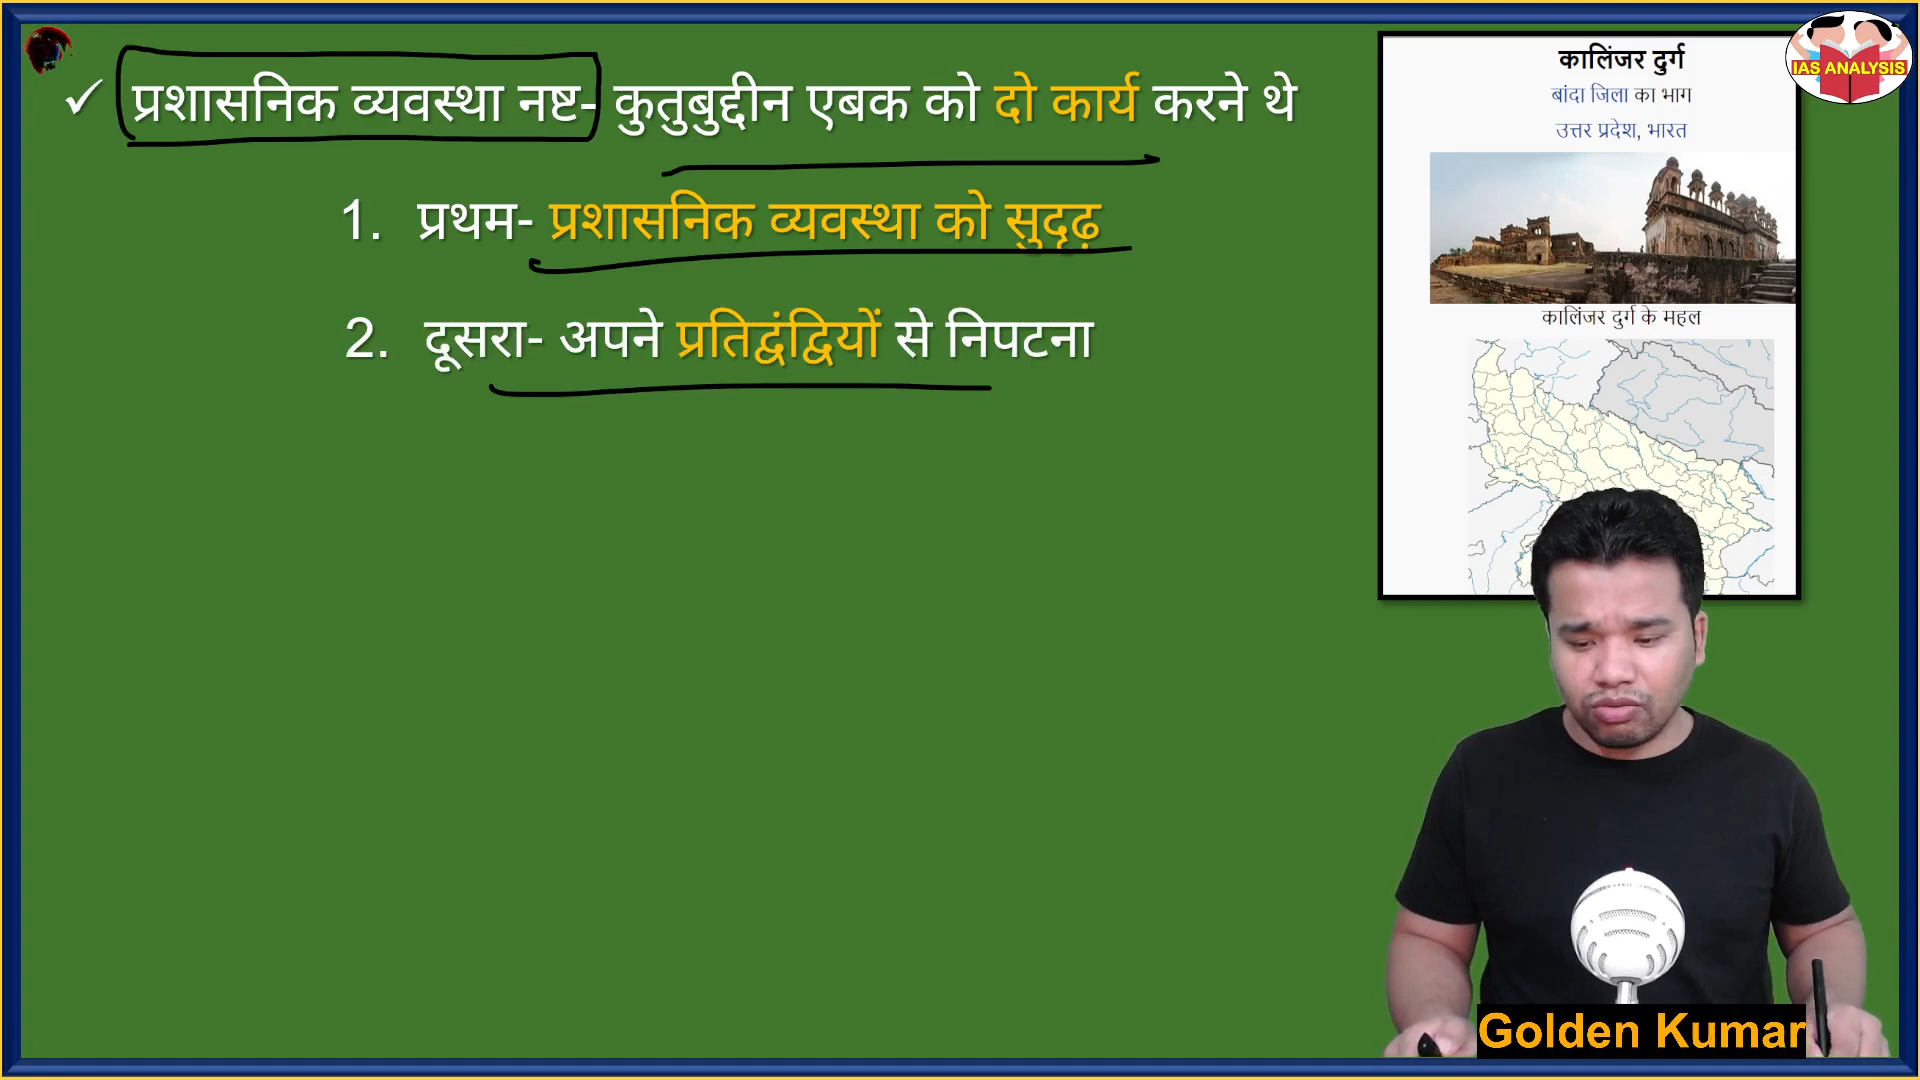 ✓ प्रशासनिक व्यवस्था नष्ट- कुतुबुद्दीन एबक को दो कार्य करने थे
1. प्रथम- प्रशासनिक व्यवस्था को सुदृढ़
2. दूसरा- अपने प्रतिद्वंद्वियों से निपटना
कालिंजर दुर्ग
बांदा जिला का भाग
उत्तर प्रदेश, भारत
कालिंजर दुर्ग के महल
IAS ANALYSIS
Golden Kumar